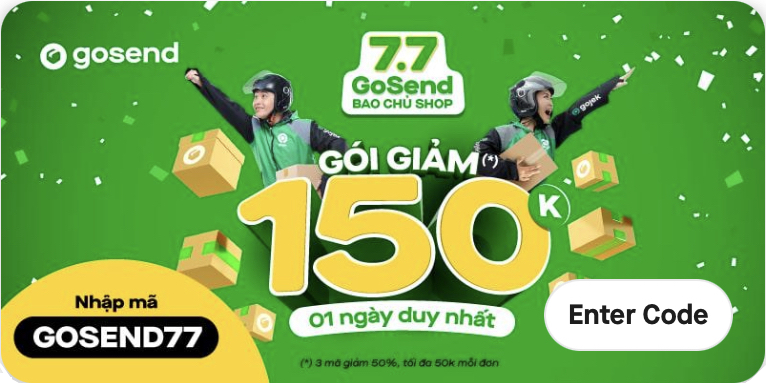 gosend
7.7
GoSend
BAO CHỦ SHOP
gojek
GÓI GIẢM(*)
150K
01 ngày duy nhất
Nhập mã
GOSEND77
Enter Code
(*) 3 mã giảm 50%, tối đa 50k mỗi đơn